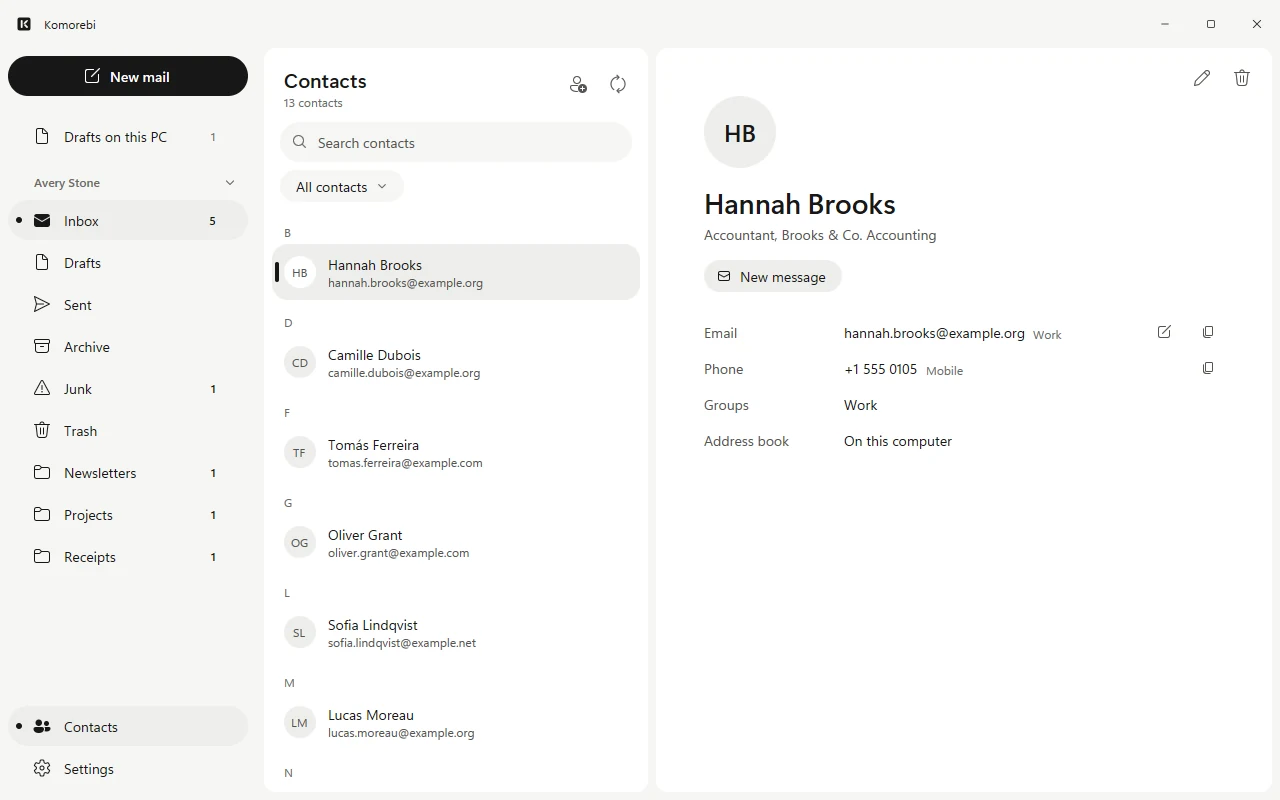 Komorebi
New mail
Drafts on this PC 1
Avery Stone
Inbox 5
Drafts
Sent
Archive
Junk 1
Trash
Newsletters 1
Projects 1
Receipts 1
Contacts
Settings
Contacts
13 contacts
Search contacts
All contacts
B
HB
Hannah Brooks
hannah.brooks@example.org
D
CD
Camille Dubois
camille.dubois@example.org
F
TF
Tomás Ferreira
tomas.ferreira@example.com
G
OG
Oliver Grant
oliver.grant@example.com
L
SL
Sofia Lindqvist
sofia.lindqvist@example.net
M
LM
Lucas Moreau
lucas.moreau@example.org
N
HB
Hannah Brooks
Accountant, Brooks & Co. Accounting
New message
Email hannah.brooks@example.org Work
Phone +1 555 0105 Mobile
Groups Work
Address book On this computer